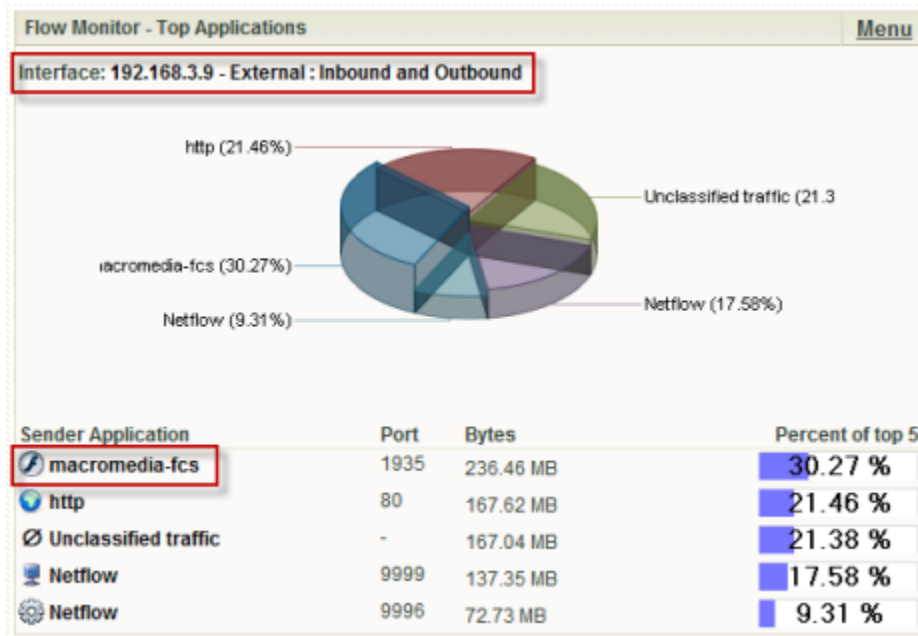 Flow Monitor - Top Applications
Menu
Interface: 192.168.3.9 - External : Inbound and Outbound
http (21.46%)
Unclassified traffic (21.3
acromedia-fcs (30.27%)
Netflow (17.58%)
Netflow (9.31%)
Sender Application Port Bytes Percent of top 5
macromedia-fcs 1935 236.46 MB 30.27 %
http 80 167.62 MB 21.46 %
Unclassified traffic - 167.04 MB 21.38 %
Netflow 9999 137.35 MB 17.58 %
Netflow 9996 72.73 MB 9.31 %